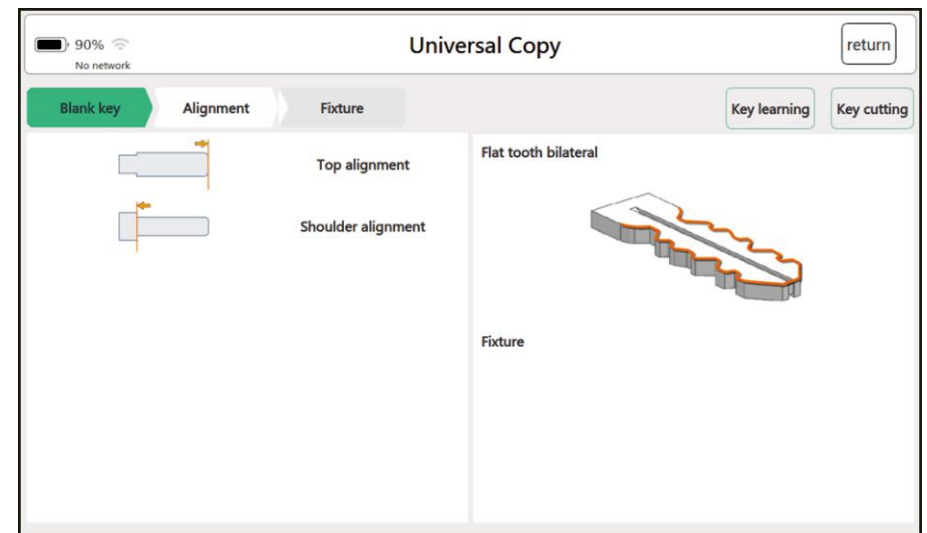 90%
No network
Universal Copy
return
Blank key
Alignment
Fixture
Key learning
Key cutting
Top alignment
Shoulder alignment
Flat tooth bilateral
Fixture